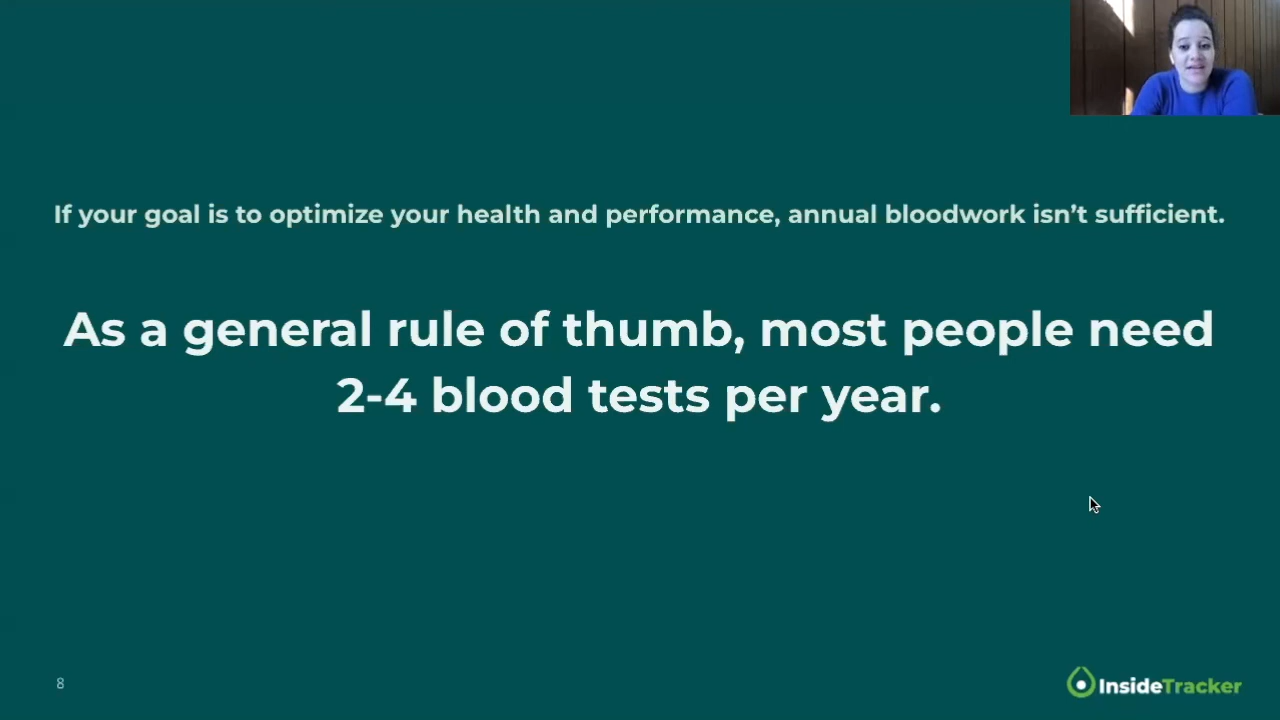 If your goal is to optimize your health and performance, annual bloodwork isn’t sufficient.
As a general rule of thumb, most people need
2-4 blood tests per year.
8
InsideTracker